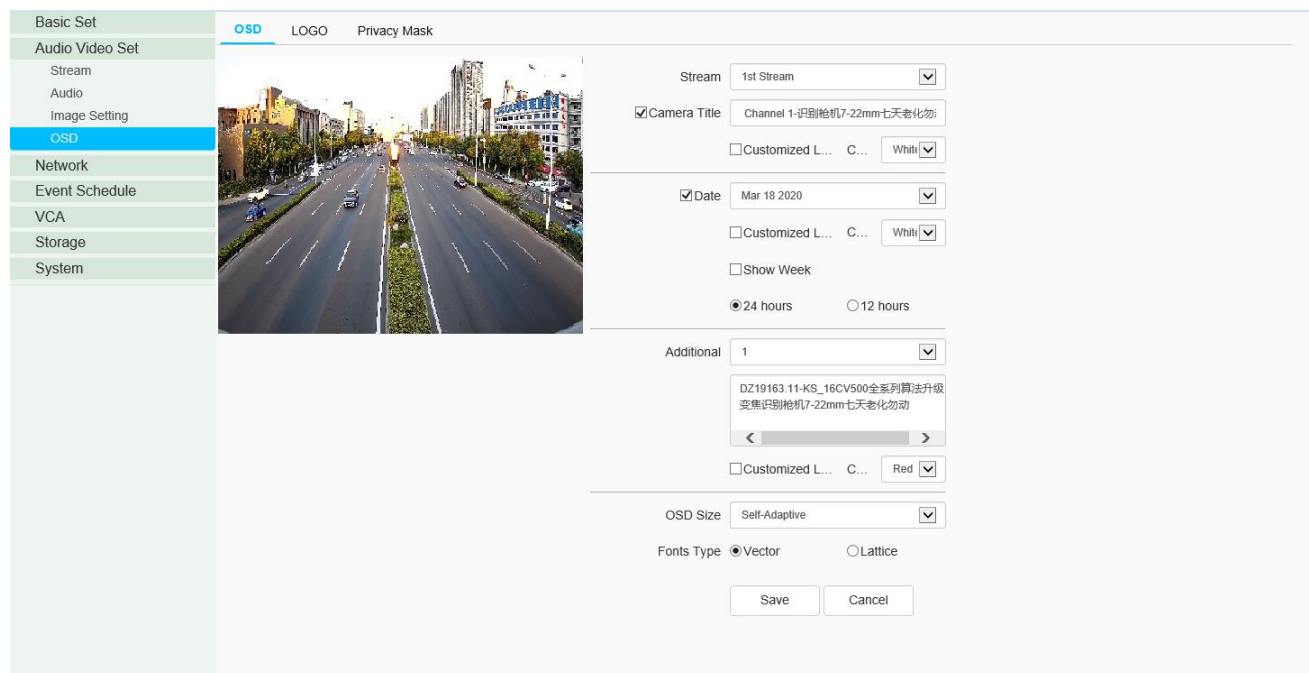 Basic Set
Audio Video Set
Stream
Audio
Image Setting
OSD
Network
Event Schedule
VCA
Storage
System
OSD LOGO Privacy Mask
Stream 1st Stream
Camera Title Channel 1-识别枪机7-22mm七天老化勿
Customized L... C... White
Date Mar 18 2020
Customized L... C... White
Show Week
24 hours 12 hours
Additional 1
DZ19163.11-KS_16CV500全系列算法升级
变焦识别枪机7-22mm七天老化勿动
Customized L... C... Red
OSD Size Self-Adaptive
Fonts Type Vector Lattice
Save Cancel